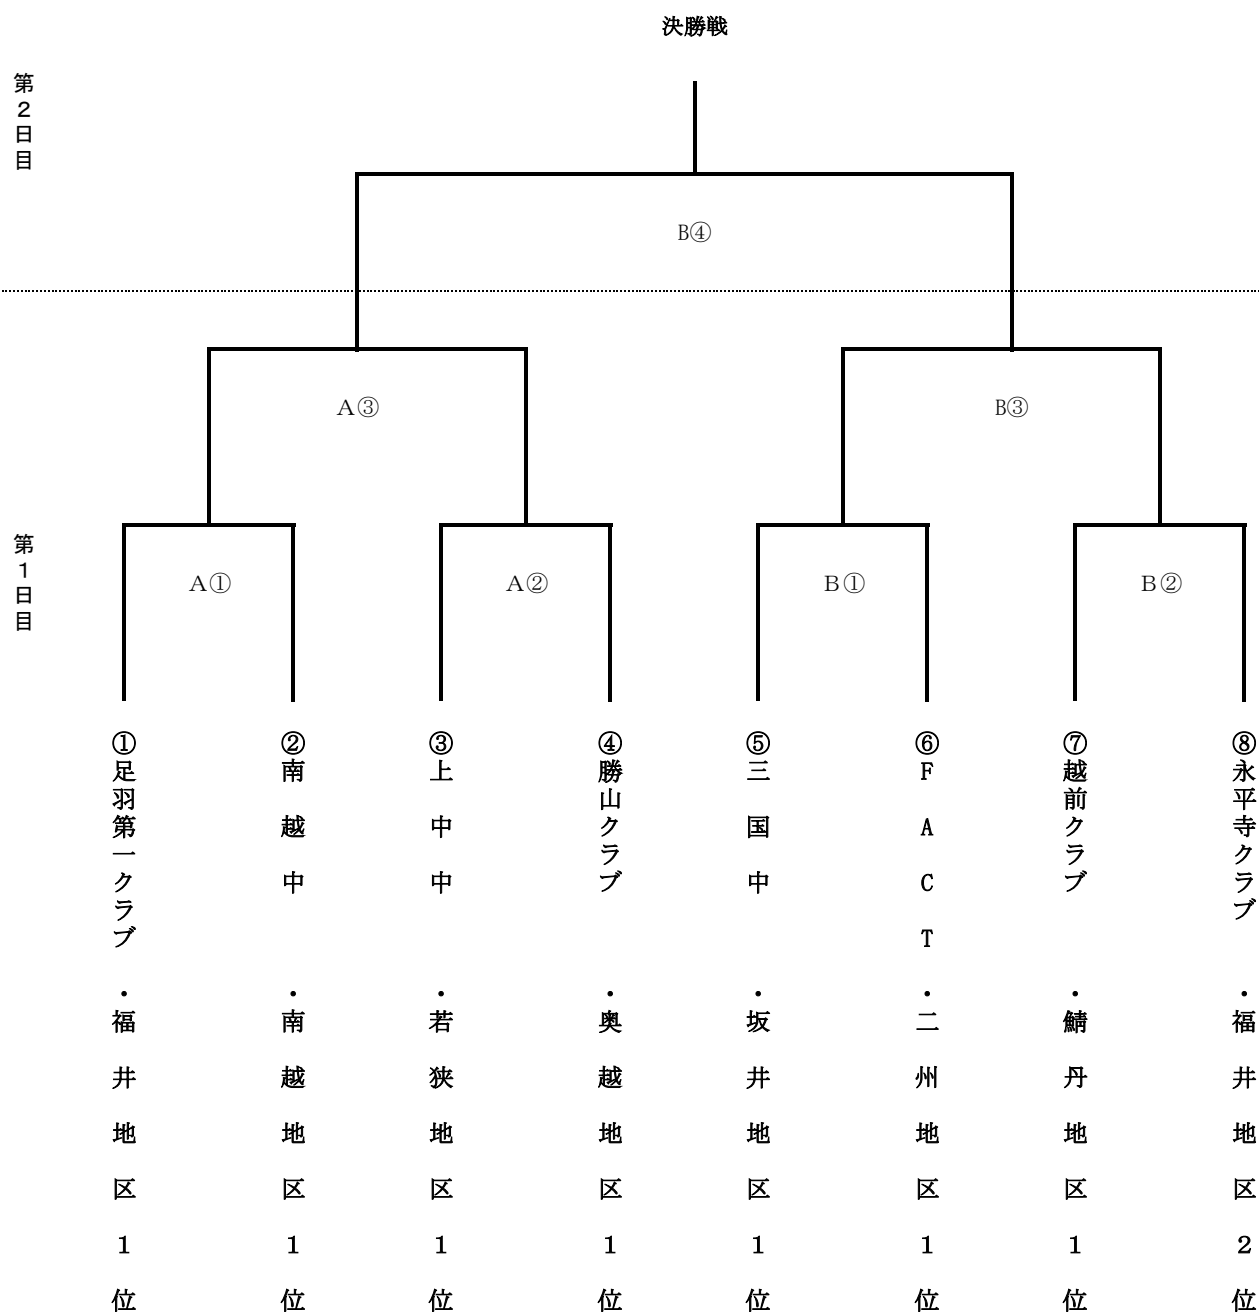 決勝戦
第2日目
B④
A③
B③
第1日目
A①
A②
B①
B②
①足羽第一クラブ・福井地区1位
②南越中・南越地区1位
③上中中・若狭地区1位
④勝山クラブ・奥越地区1位
⑤三国中・坂井地区1位
⑥FACT・二州地区1位
⑦越前クラブ・鯖丹地区1位
⑧永平寺クラブ・福井地区2位